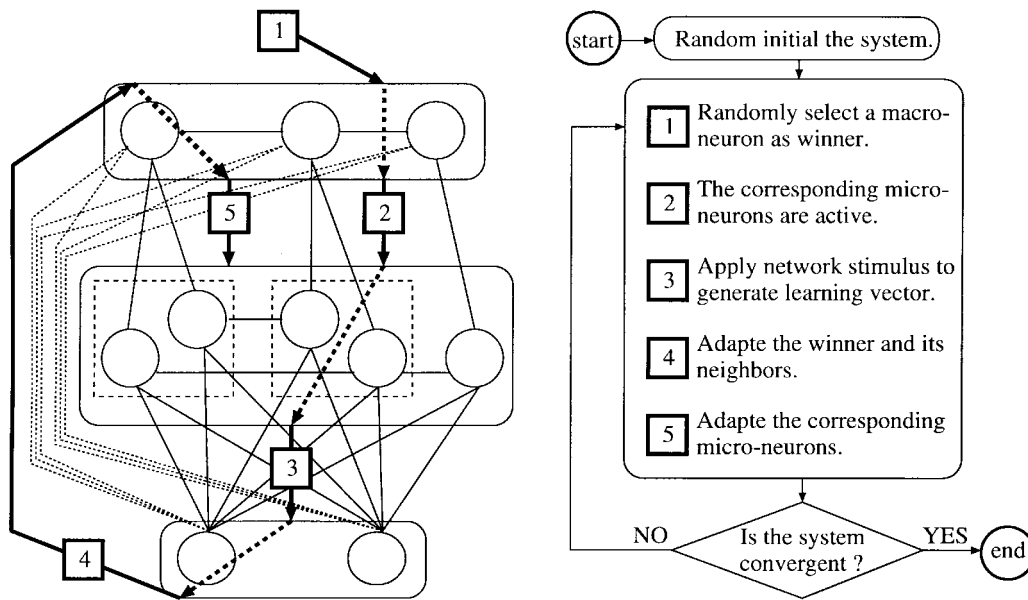 1
5
2
3
4
start
Random initial the system.
1
Randomly select a macro-
neuron as winner.
2
The corresponding micro-
neurons are active.
3
Apply network stimulus to
generate learning vector.
4
Adapte the winner and its
neighbors.
5
Adapte the corresponding
micro-neurons.
NO
Is the system
convergent ?
YES
end